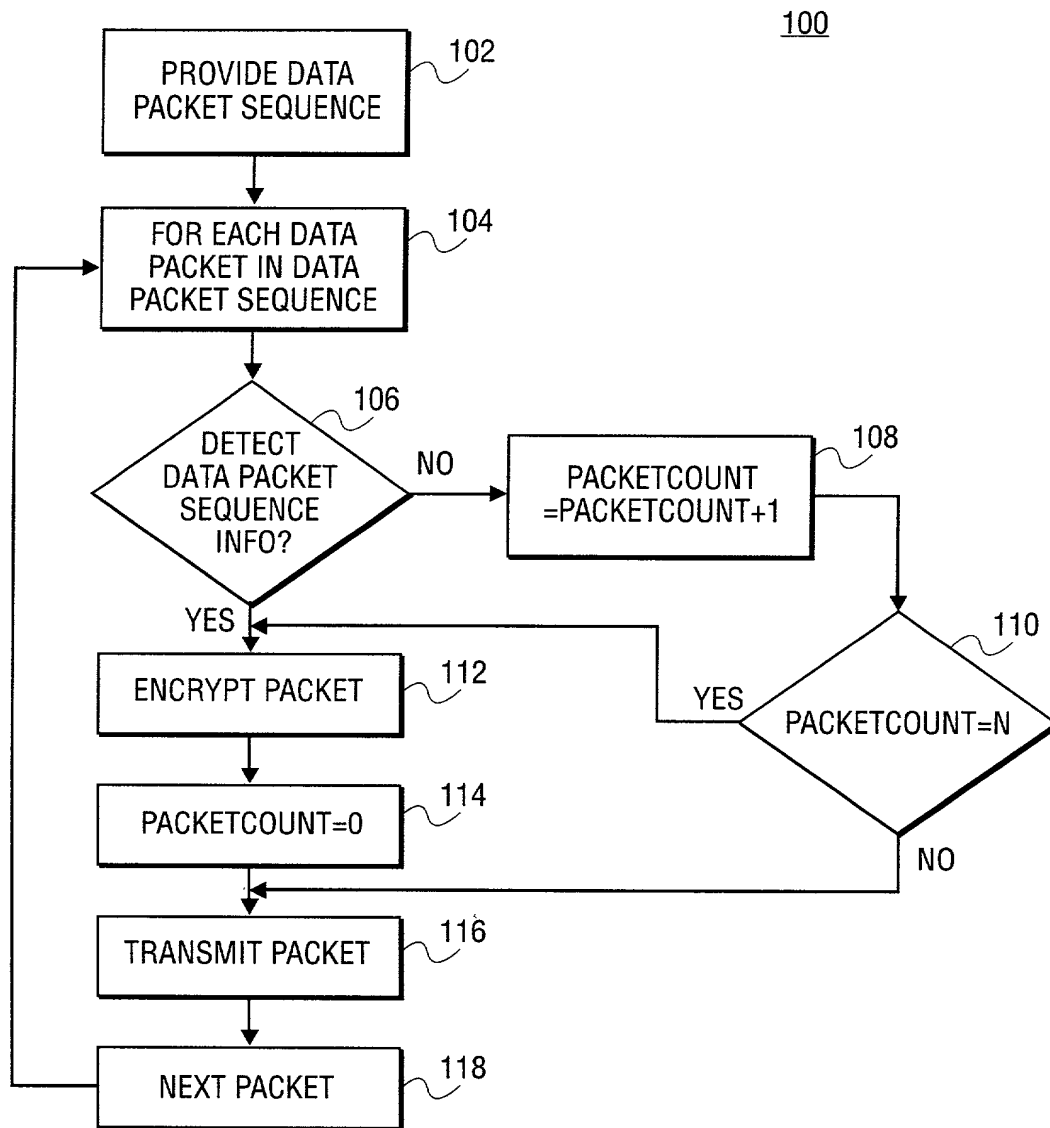 100
PROVIDE DATA
PACKET SEQUENCE
102
FOR EACH DATA
PACKET IN DATA
PACKET SEQUENCE
104
DETECT
DATA PACKET
SEQUENCE
INFO?
106
NO
PACKETCOUNT
=PACKETCOUNT+1
108
YES
PACKETCOUNT=N
110
YES
NO
ENCRYPT PACKET
112
PACKETCOUNT=0
114
TRANSMIT PACKET
116
NEXT PACKET
118